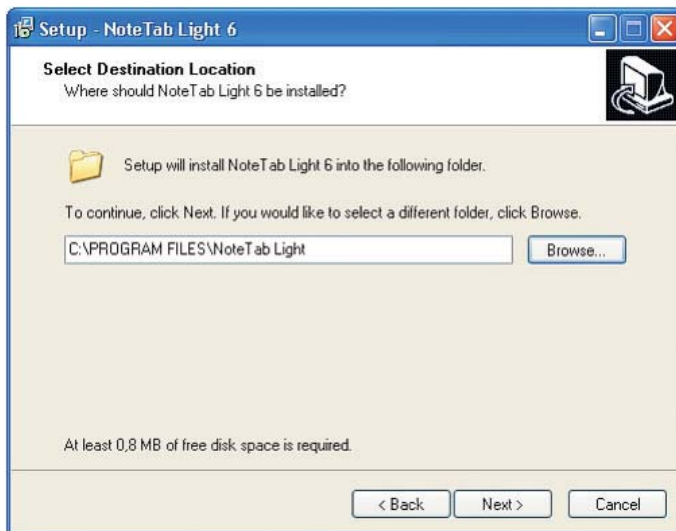 Setup - NoteTab Light 6
Select Destination Location
Where should NoteTab Light 6 be installed?
Setup will install NoteTab Light 6 into the following folder.
To continue, click Next. If you would like to select a different folder, click Browse.
C:\PROGRAM FILES\NoteTab Light
Browse...
At least 0,8 MB of free disk space is required.
< Back
Next >
Cancel